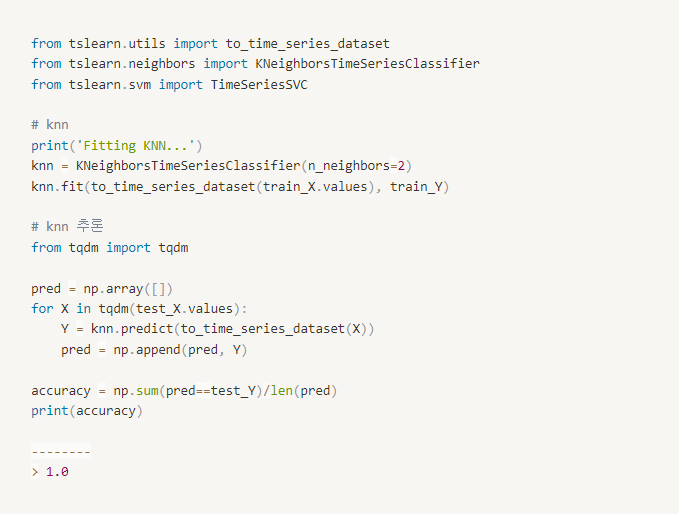 from tslearn.utils import to_time_series_dataset
from tslearn.neighbors import KNeighborsTimeSeriesClassifier
from tslearn.svm import TimeSeriesSVC

# knn
print('Fitting KNN...')
knn = KNeighborsTimeSeriesClassifier(n_neighbors=2)
knn.fit(to_time_series_dataset(train_X.values), train_Y)

# knn 추론
from tqdm import tqdm

pred = np.array([])
for X in tqdm(test_X.values):
    Y = knn.predict(to_time_series_dataset(X))
    pred = np.append(pred, Y)

accuracy = np.sum(pred==test_Y)/len(pred)
print(accuracy)

--------
> 1.0